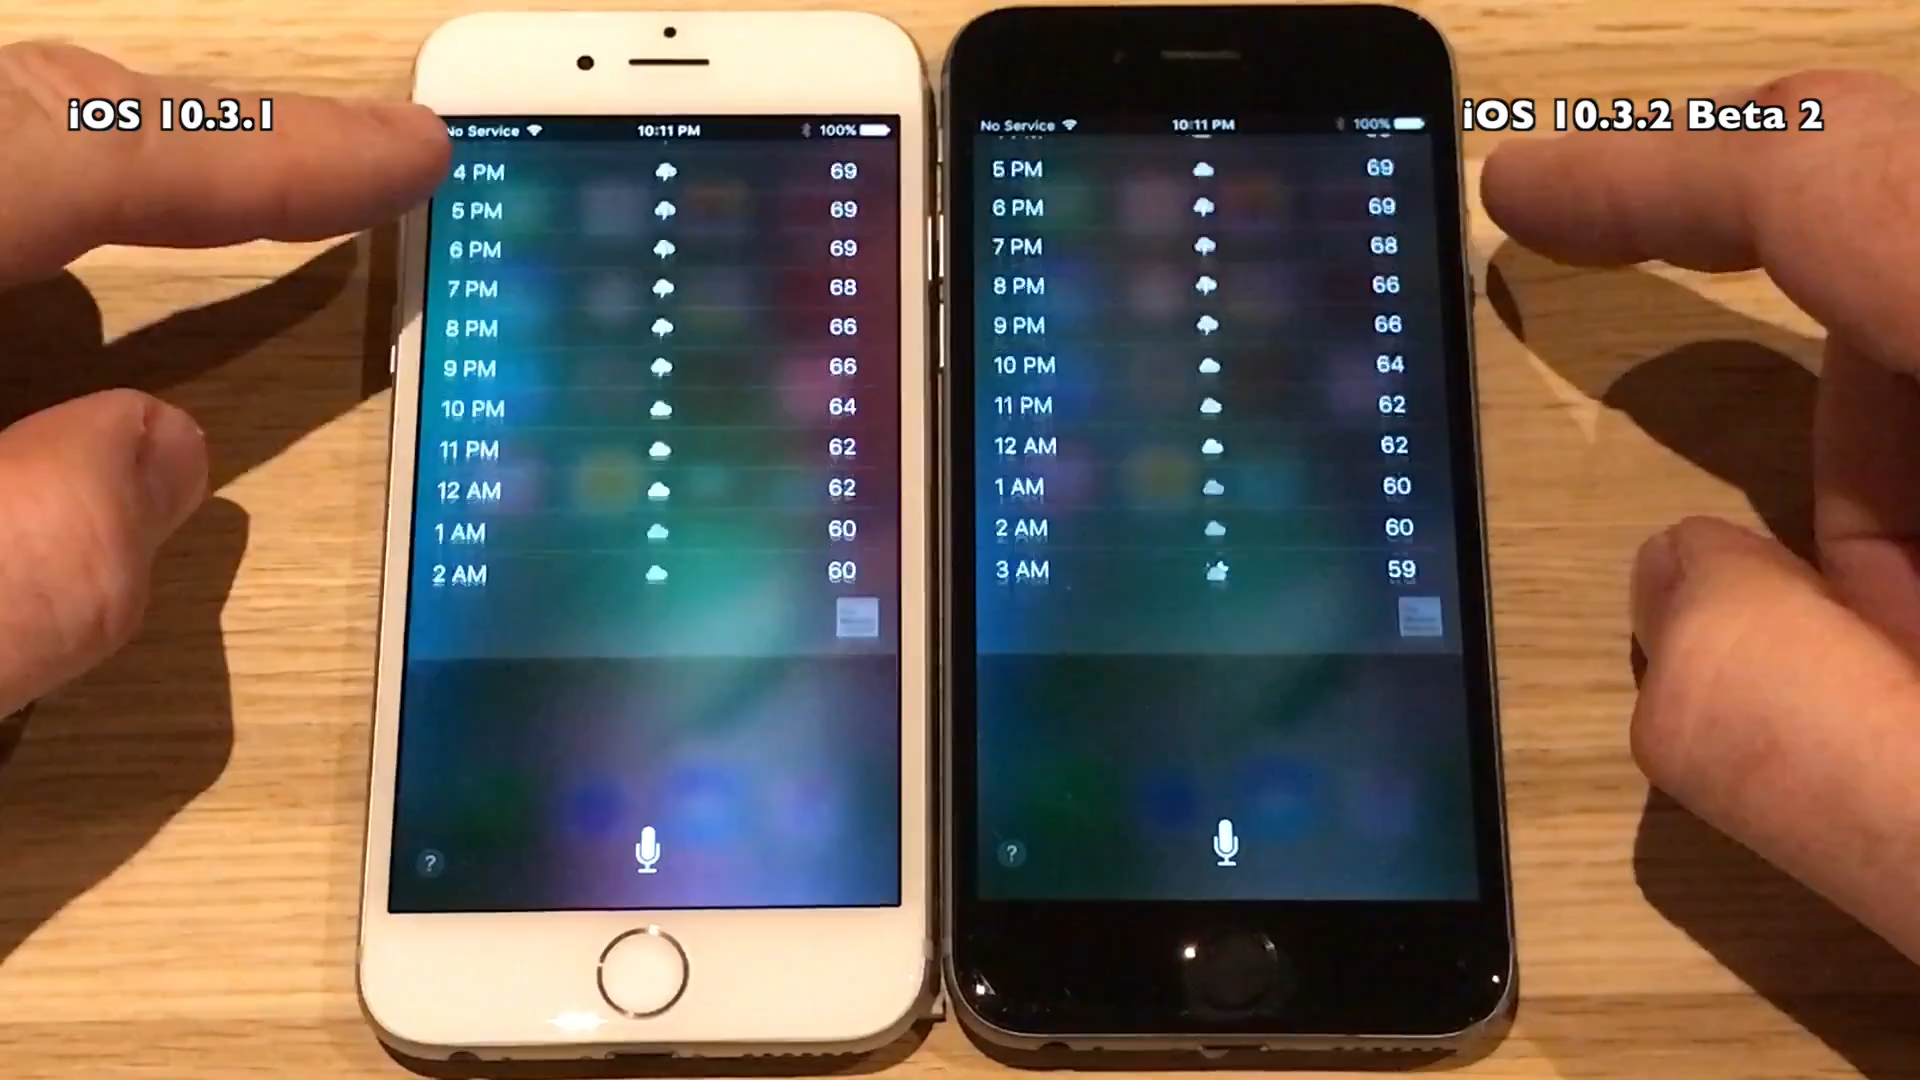 iOS 10.3.1
iOS 10.3.2 Beta 2
No Service 10:11 PM 100%
4 PM 69
5 PM 69
6 PM 69
7 PM 68
8 PM 66
9 PM 66
10 PM 64
11 PM 62
12 AM 62
1 AM 60
2 AM 60
?
No Service 10:11 PM 100%
5 PM 69
6 PM 69
7 PM 68
8 PM 66
9 PM 66
10 PM 64
11 PM 62
12 AM 62
1 AM 60
2 AM 60
3 AM 59
?